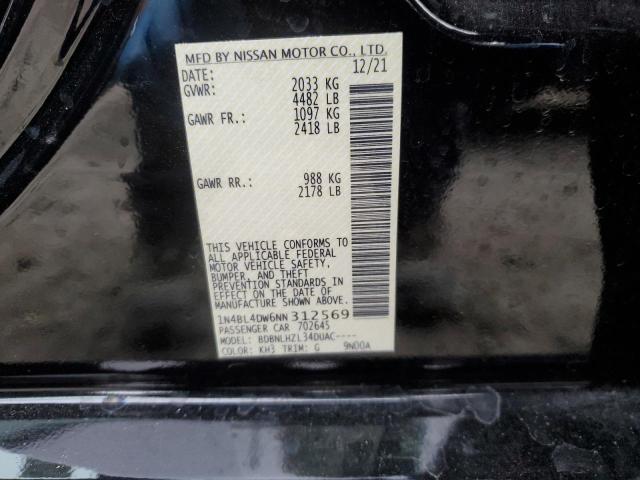 MFD BY NISSAN MOTOR CO., LTD.
DATE: 12/21
GVWR: 2033 KG
4482 LB
GAWR FR.: 1097 KG
2418 LB
GAWR RR.: 988 KG
2178 LB
THIS VEHICLE CONFORMS TO
ALL APPLICABLE FEDERAL
MOTOR VEHICLE SAFETY,
BUMPER, AND THEFT
PREVENTION STANDARDS IN
EFFECT ON THE DATE OF
MANUFACTURE SHOWN ABOVE.
1N4BL4DW6NN312569
PASSENGER CAR 702645
MODEL: BDBNLHZL34DUAC----
COLOR: KH3 TRIM: G 9N00A